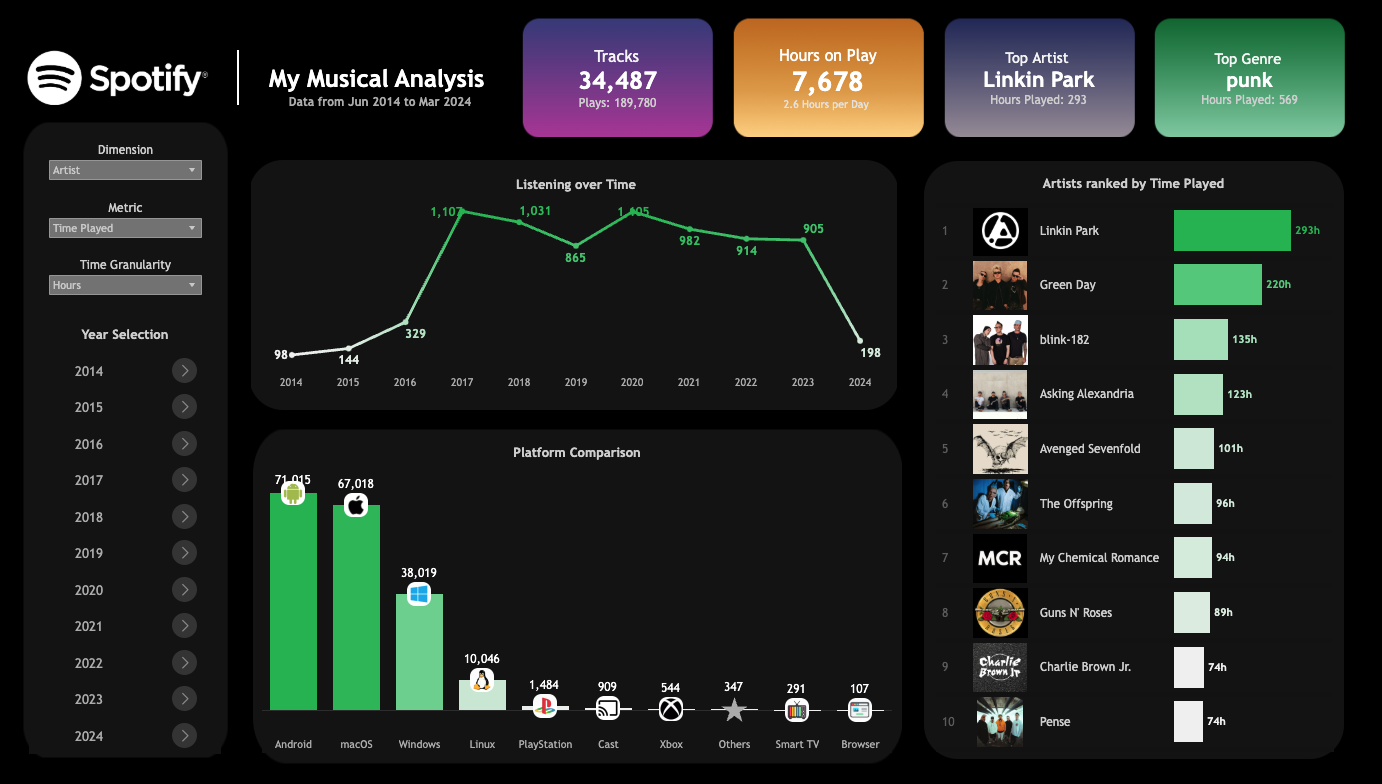 Spotify®
My Musical Analysis
Data from Jun 2014 to Mar 2024
Tracks
34,487
Plays: 189,780
Hours on Play
7,678
2.6 Hours per Day
Top Artist
Linkin Park
Hours Played: 293
Top Genre
punk
Hours Played: 569
Dimension
Artist
Metric
Time Played
Time Granularity
Hours
Year Selection
2014
2015
2016
2017
2018
2019
2020
2021
2022
2023
2024
Listening over Time
98
144
329
1,107
1,031
865
1,105
982
914
905
198
2014 2015 2016 2017 2018 2019 2020 2021 2022 2023 2024
Platform Comparison
71,015
67,018
38,019
10,046
1,484
909
544
347
291
107
Android macOS Windows Linux PlayStation Cast Xbox Others Smart TV Browser
Artists ranked by Time Played
1 Linkin Park 293h
2 Green Day 220h
3 blink-182 135h
4 Asking Alexandria 123h
5 Avenged Sevenfold 101h
6 The Offspring 96h
7 MCR My Chemical Romance 94h
8 GUNS N' ROSES Guns N' Roses 89h
9 Charlie Brown Jr Charlie Brown Jr. 74h
10 Pense 74h